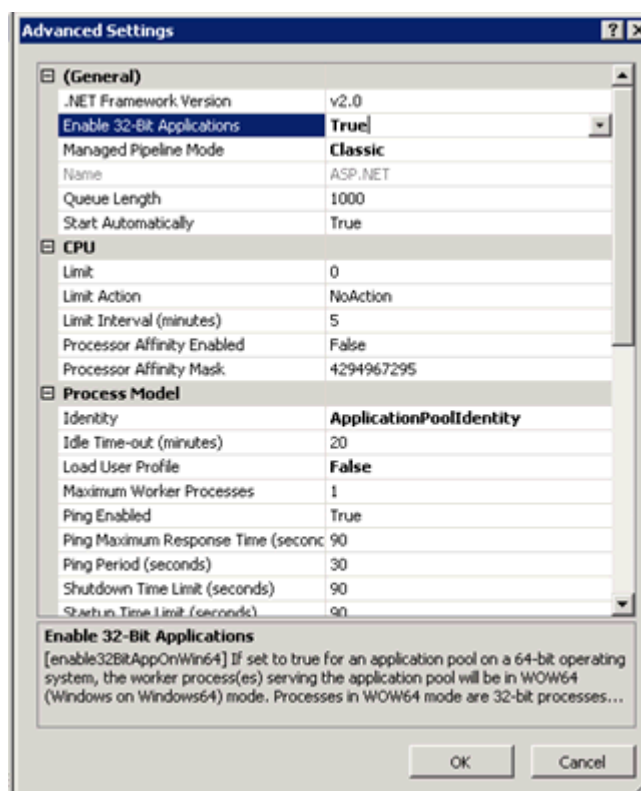 Advanced Settings
(General)
.NET Framework Version v2.0
Enable 32-Bit Applications True
Managed Pipeline Mode Classic
Name ASP.NET
Queue Length 1000
Start Automatically True
CPU
Limit 0
Limit Action NoAction
Limit Interval (minutes) 5
Processor Affinity Enabled False
Processor Affinity Mask 4294967295
Process Model
Identity ApplicationPoolIdentity
Idle Time-out (minutes) 20
Load User Profile False
Maximum Worker Processes 1
Ping Enabled True
Ping Maximum Response Time (seconc 90
Ping Period (seconds) 30
Shutdown Time Limit (seconds) 90
Startup Time Limit (seconds) 90
Enable 32-Bit Applications
[enable32BitAppOnWin64] If set to true for an application pool on a 64-bit operating
system, the worker process(es) serving the application pool will be in WOW64
(Windows on Windows64) mode. Processes in WOW64 mode are 32-bit processes...
OK Cancel